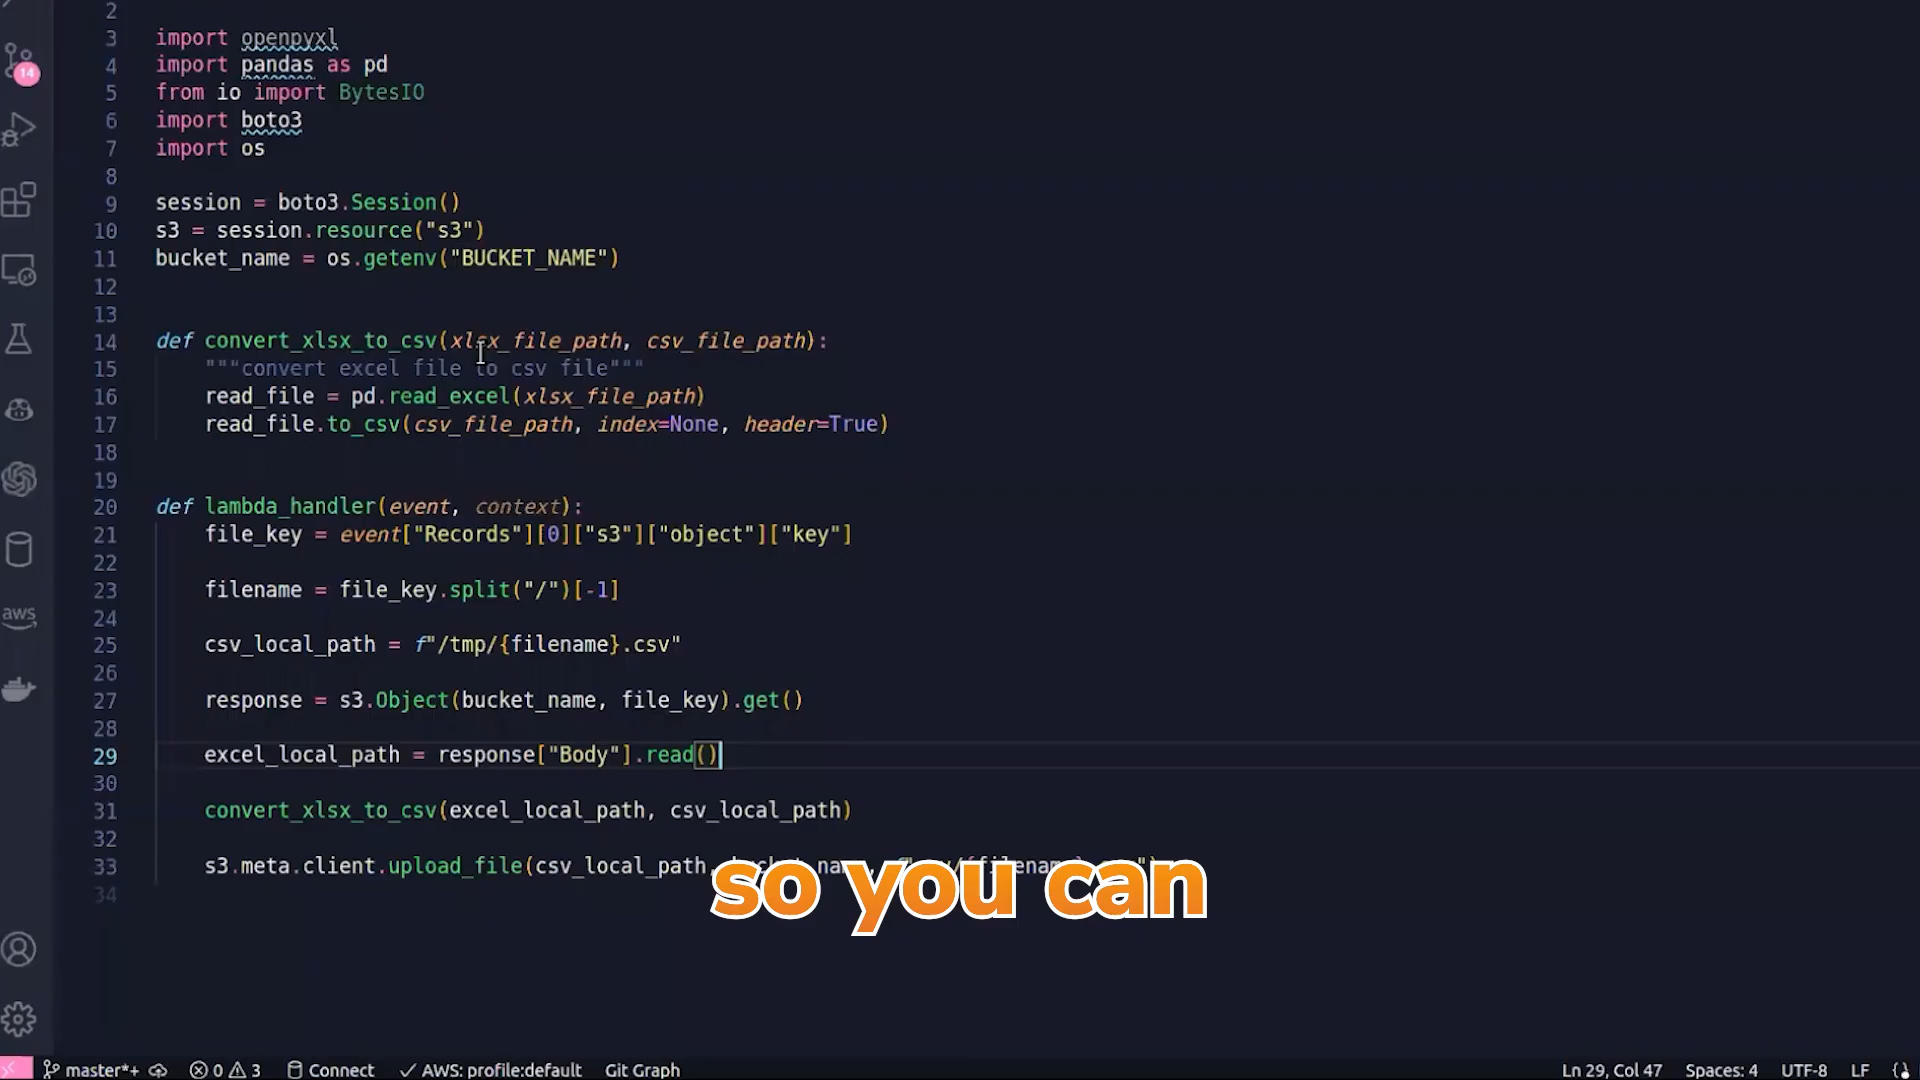 2
3 import openpyxl
4 import pandas as pd
5 from io import BytesIO
6 import boto3
7 import os
8
9 session = boto3.Session()
10 s3 = session.resource("s3")
11 bucket_name = os.getenv("BUCKET_NAME")
12
13
14 def convert_xlsx_to_csv(xlsx_file_path, csv_file_path):
15 """convert excel file to csv file"""
16 read_file = pd.read_excel(xlsx_file_path)
17 read_file.to_csv(csv_file_path, index=None, header=True)
18
19
20 def lambda_handler(event, context):
21 file_key = event["Records"][0]["s3"]["object"]["key"]
22
23 filename = file_key.split("/")[-1]
24
25 csv_local_path = f"/tmp/{filename}.csv"
26
27 response = s3.Object(bucket_name, file_key).get()
28
29 excel_local_path = response["Body"].read()
30
31 convert_xlsx_to_csv(excel_local_path, csv_local_path)
32
33 s3.meta.client.upload_file(csv_local_path,
34
so you can
14
aws
master*+ 0 3 Connect AWS: profile:default Git Graph Ln 29, Col 47 Spaces: 4 UTF-8 LF